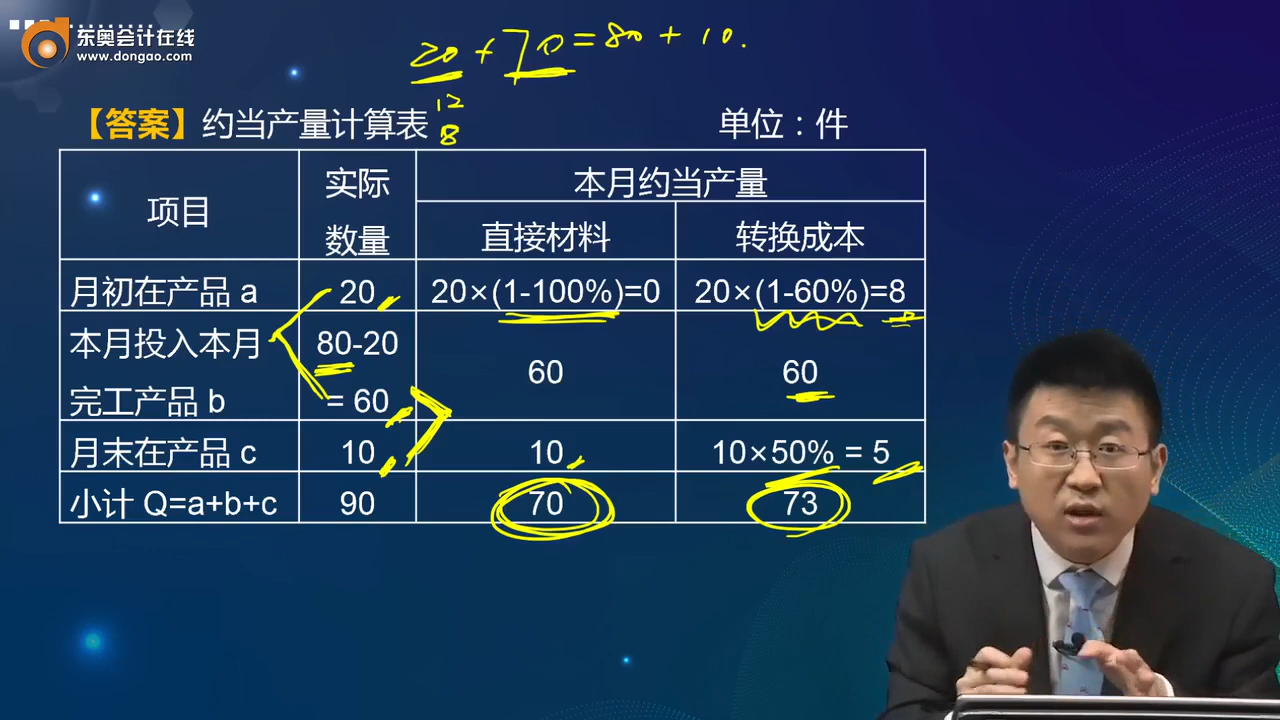 东奥会计在线
www.dongao.com
20 + 70 = 80 + 10.
12
8
【答案】约当产量计算表
单位：件
项目
实际
数量
本月约当产量
直接材料
转换成本
月初在产品 a
20
20×(1-100%)=0
20×(1-60%)=8
本月投入本月
完工产品 b
80-20
= 60
60
60
月末在产品 c
10
10
10×50% = 5
小计 Q=a+b+c
90
70
73